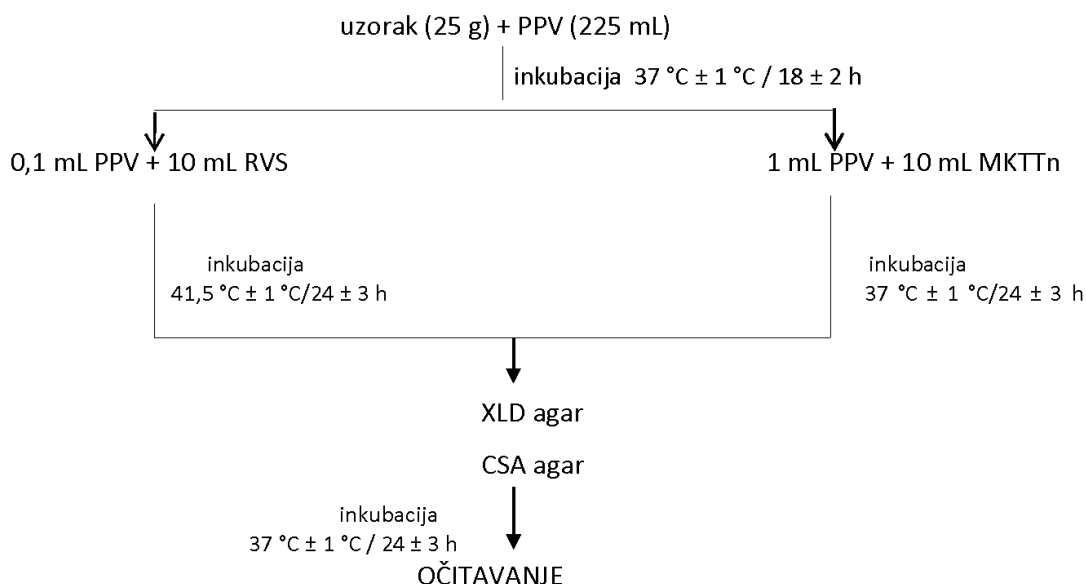 uzorak (25 g) + PPV (225 mL)
inkubacija 37 °C ± 1 °C / 18 ± 2 h
0,1 mL PPV + 10 mL RVS
1 mL PPV + 10 mL MKTTn
inkubacija
41,5 °C ± 1 °C/24 ± 3 h
inkubacija
37 °C ± 1 °C/24 ± 3 h
XLD agar
CSA agar
inkubacija
37 °C ± 1 °C / 24 ± 3 h
OČITAVANJE